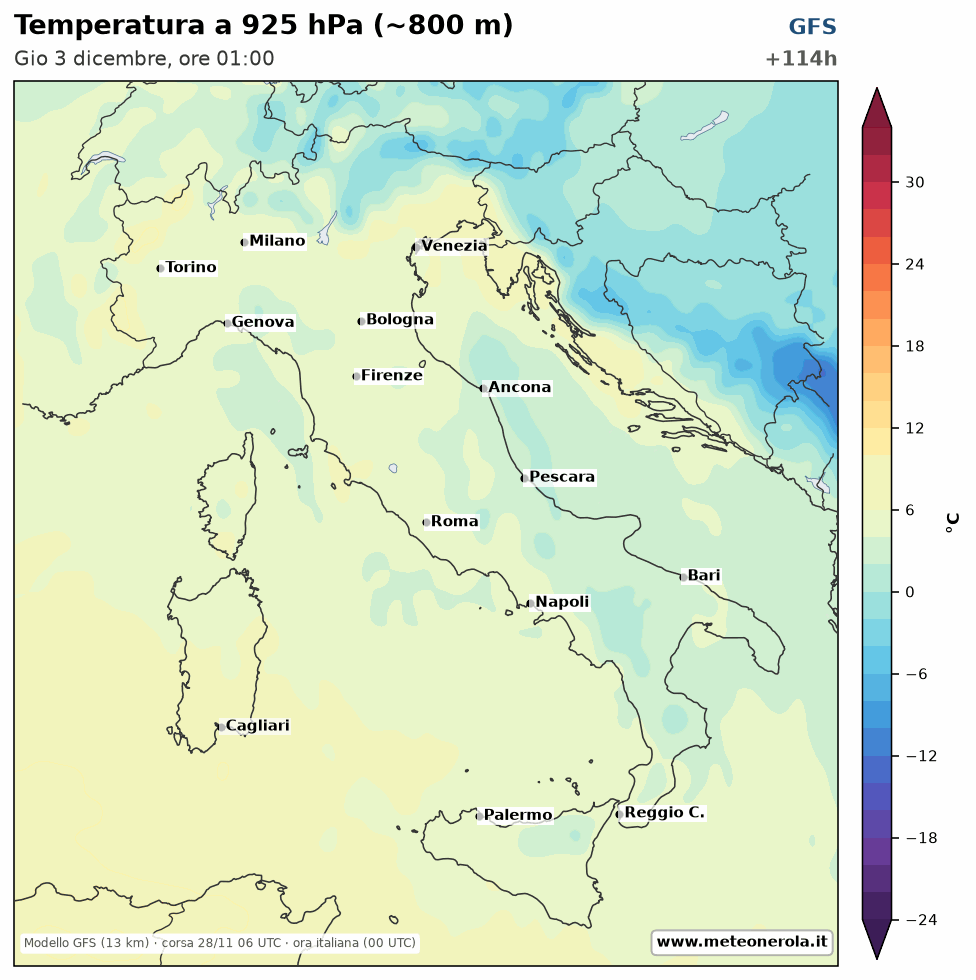 Temperatura a 925 hPa (~800 m)
GFS
Gio 3 dicembre, ore 01:00
+114h
Milano
Venezia
Torino
Genova
Bologna
Firenze
Ancona
Pescara
Roma
Bari
Napoli
Cagliari
Palermo
Reggio C.
30
24
18
12
6
0
−6
−12
−18
−24
°C
Modello GFS (13 km) · corsa 28/11 06 UTC · ora italiana (00 UTC)
www.meteonerola.it